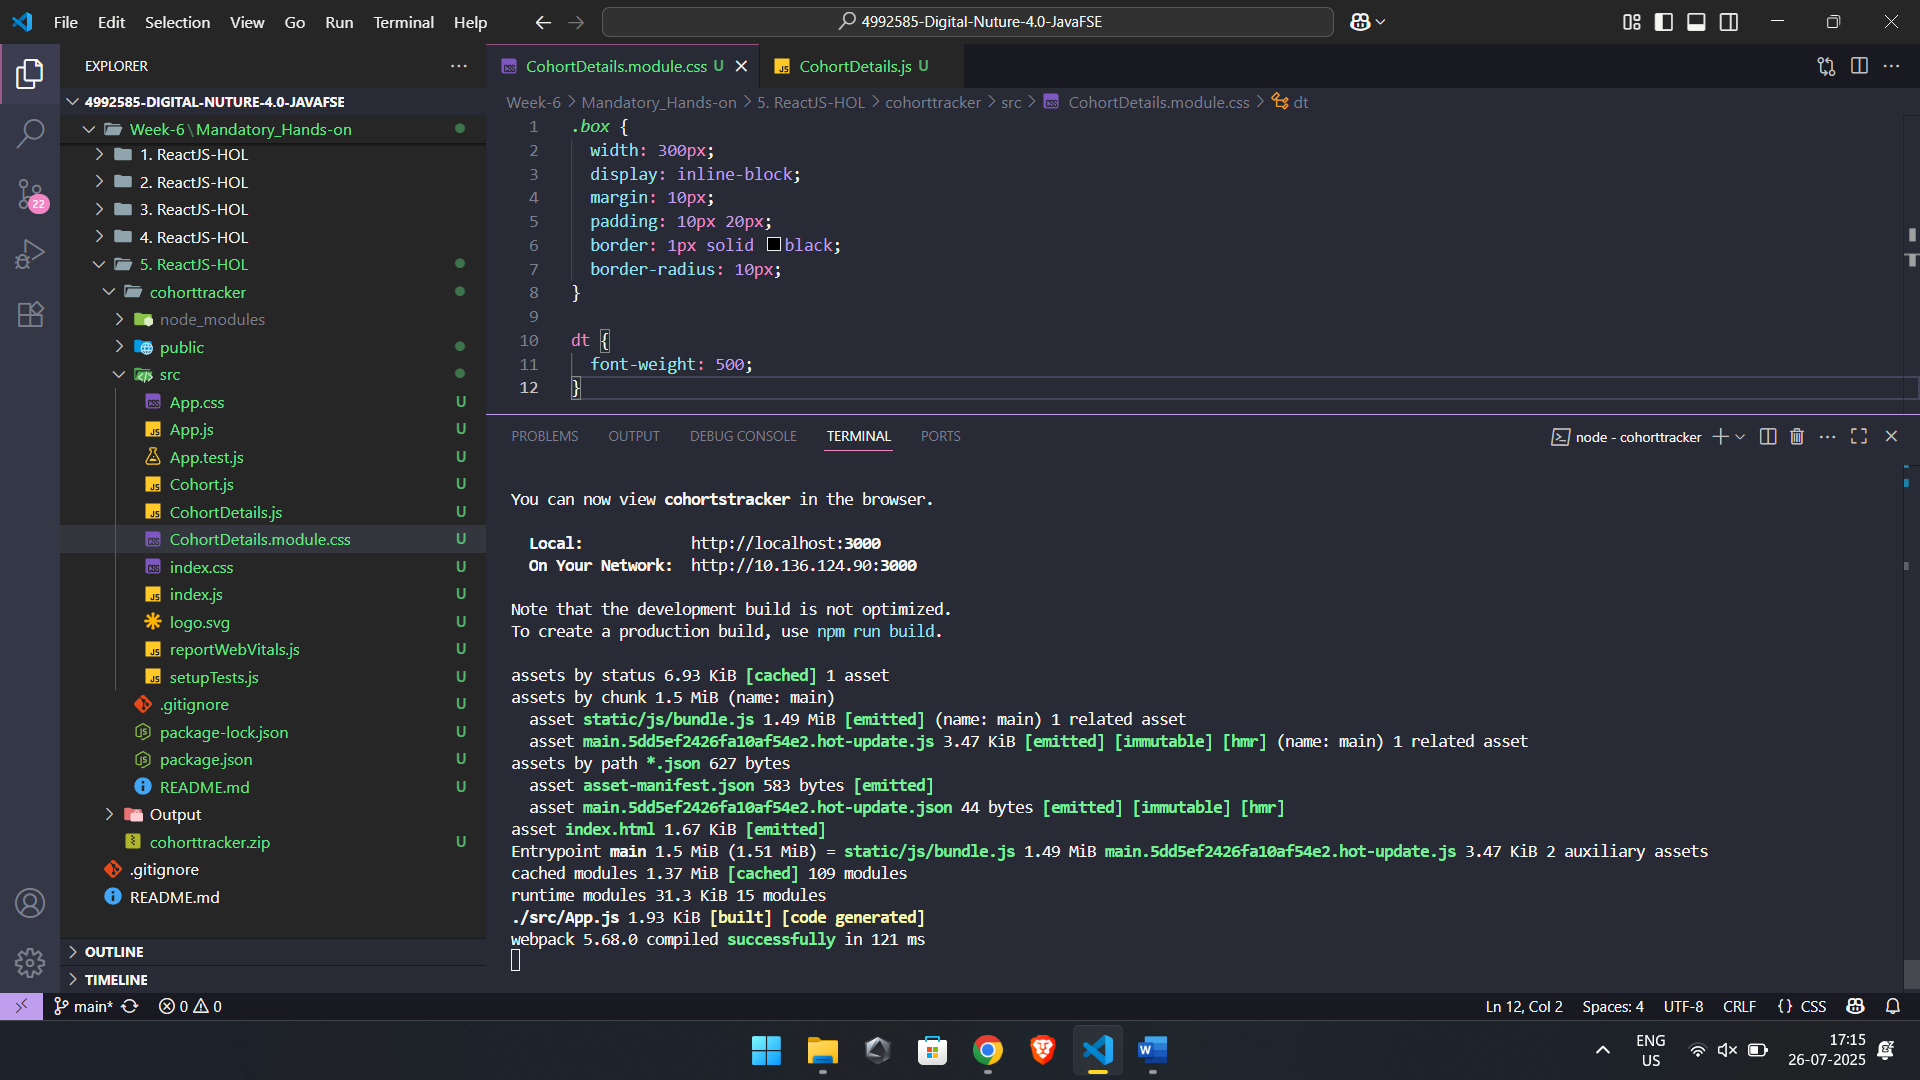 File Edit Selection View Go Run Terminal Help
4992585-Digital-Nuture-4.0-JavaFSE
EXPLORER
4992585-DIGITAL-NUTURE-4.0-JAVAFSE
Week-6\Mandatory_Hands-on
1. ReactJS-HOL
2. ReactJS-HOL
3. ReactJS-HOL
4. ReactJS-HOL
5. ReactJS-HOL
cohorttracker
node_modules
public
src
App.css U
App.js U
App.test.js U
Cohort.js U
CohortDetails.js U
CohortDetails.module.css U
index.css U
index.js U
logo.svg U
reportWebVitals.js U
setupTests.js U
.gitignore U
package-lock.json U
package.json U
README.md U
Output
cohorttracker.zip U
.gitignore
README.md
OUTLINE
TIMELINE
22
CohortDetails.module.css U
CohortDetails.js U
Week-6 > Mandatory_Hands-on > 5. ReactJS-HOL > cohorttracker > src > CohortDetails.module.css > dt
1 .box {
2 width: 300px;
3 display: inline-block;
4 margin: 10px;
5 padding: 10px 20px;
6 border: 1px solid black;
7 border-radius: 10px;
8 }
9
10 dt {
11 font-weight: 500;
12 }
PROBLEMS OUTPUT DEBUG CONSOLE TERMINAL PORTS
node - cohorttracker
You can now view cohortstracker in the browser.
Local: http://localhost:3000
On Your Network: http://10.136.124.90:3000
Note that the development build is not optimized.
To create a production build, use npm run build.
assets by status 6.93 KiB [cached] 1 asset
assets by chunk 1.5 MiB (name: main)
asset static/js/bundle.js 1.49 MiB [emitted] (name: main) 1 related asset
asset main.5dd5ef2426fa10af54e2.hot-update.js 3.47 KiB [emitted] [immutable] [hmr] (name: main) 1 related asset
assets by path *.json 627 bytes
asset asset-manifest.json 583 bytes [emitted]
asset main.5dd5ef2426fa10af54e2.hot-update.json 44 bytes [emitted] [immutable] [hmr]
asset index.html 1.67 KiB [emitted]
Entrypoint main 1.5 MiB (1.51 MiB) = static/js/bundle.js 1.49 MiB main.5dd5ef2426fa10af54e2.hot-update.js 3.47 KiB 2 auxiliary assets
cached modules 1.37 MiB [cached] 109 modules
runtime modules 31.3 KiB 15 modules
./src/App.js 1.93 KiB [built] [code generated]
webpack 5.68.0 compiled successfully in 121 ms
main* 0 0
Ln 12, Col 2 Spaces: 4 UTF-8 CRLF {} CSS
ENG
US
17:15
26-07-2025